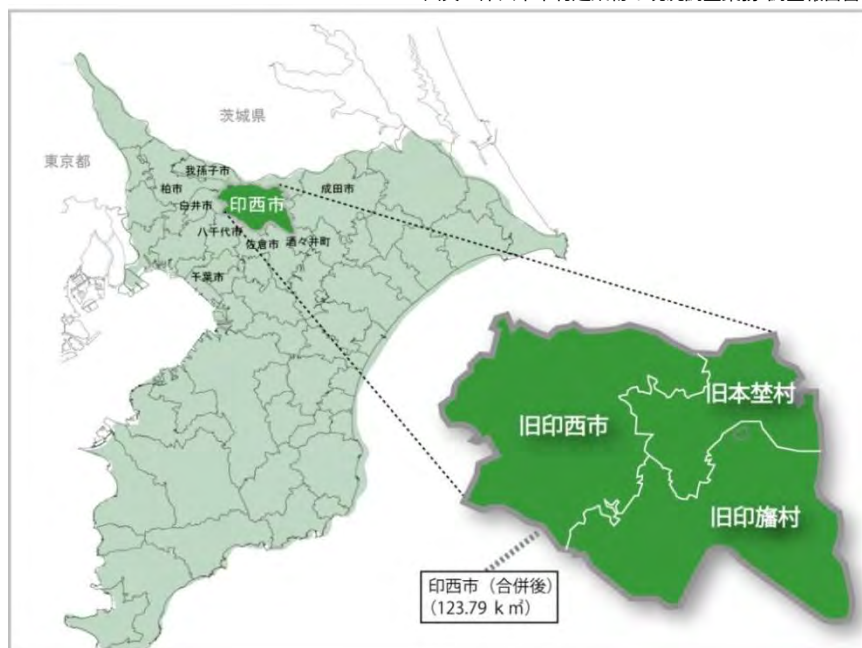 茨城県
東京都
我孫子市
柏市
成田市
白井市
印西市
八千代市
佐倉市
酒々井町
千葉市
旧本埜村
旧印西市
旧印旛村
印西市（合併後）
（123.79 k㎡）